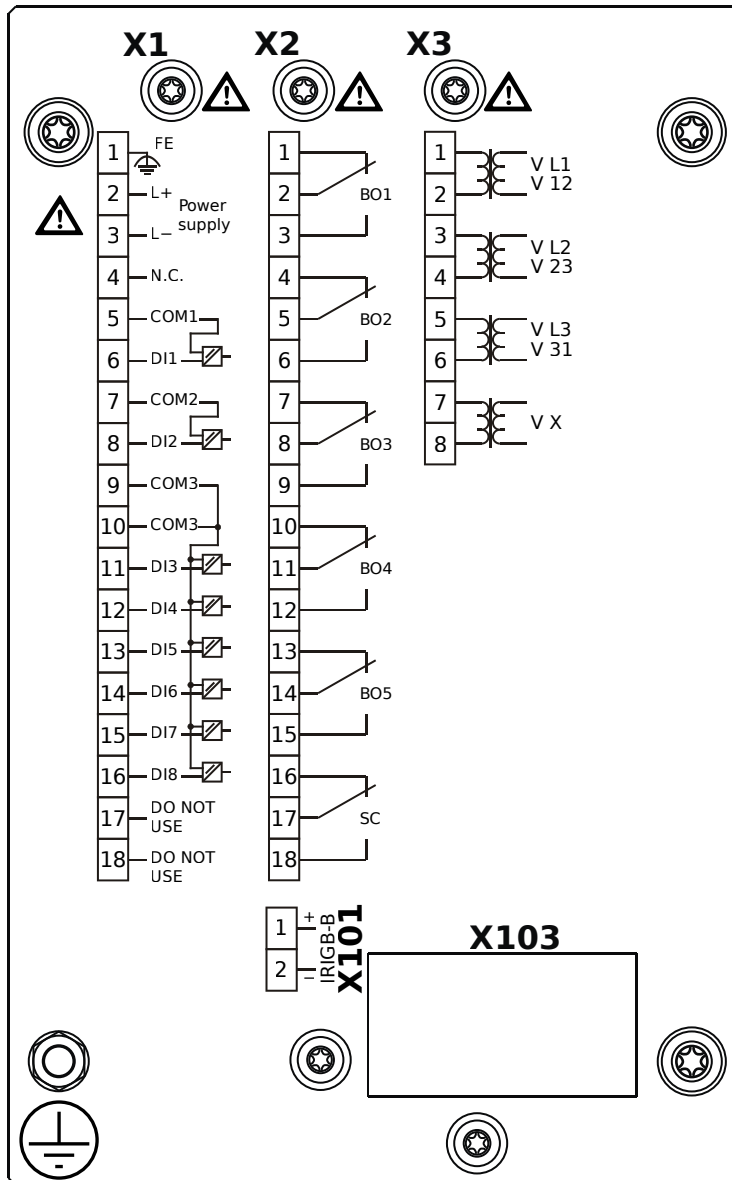 X1 X2 X3
1 FE
2 L+
Power
supply
3 L−
4 N.C.
5 COM1
6 DI1
7 COM2
8 DI2
9 COM3
10 COM3
11 DI3
12 DI4
13 DI5
14 DI6
15 DI7
16 DI8
17 DO NOT
USE
18 DO NOT
USE
1
2 BO1
3
4
5 BO2
6
7
8 BO3
9
10
11 BO4
12
13
14 BO5
15
16
17 SC
18
1 V L1
2 V 12
3 V L2
4 V 23
5 V L3
6 V 31
7 V X
8
1 +
2 −
IRIGB-B
X101
X103